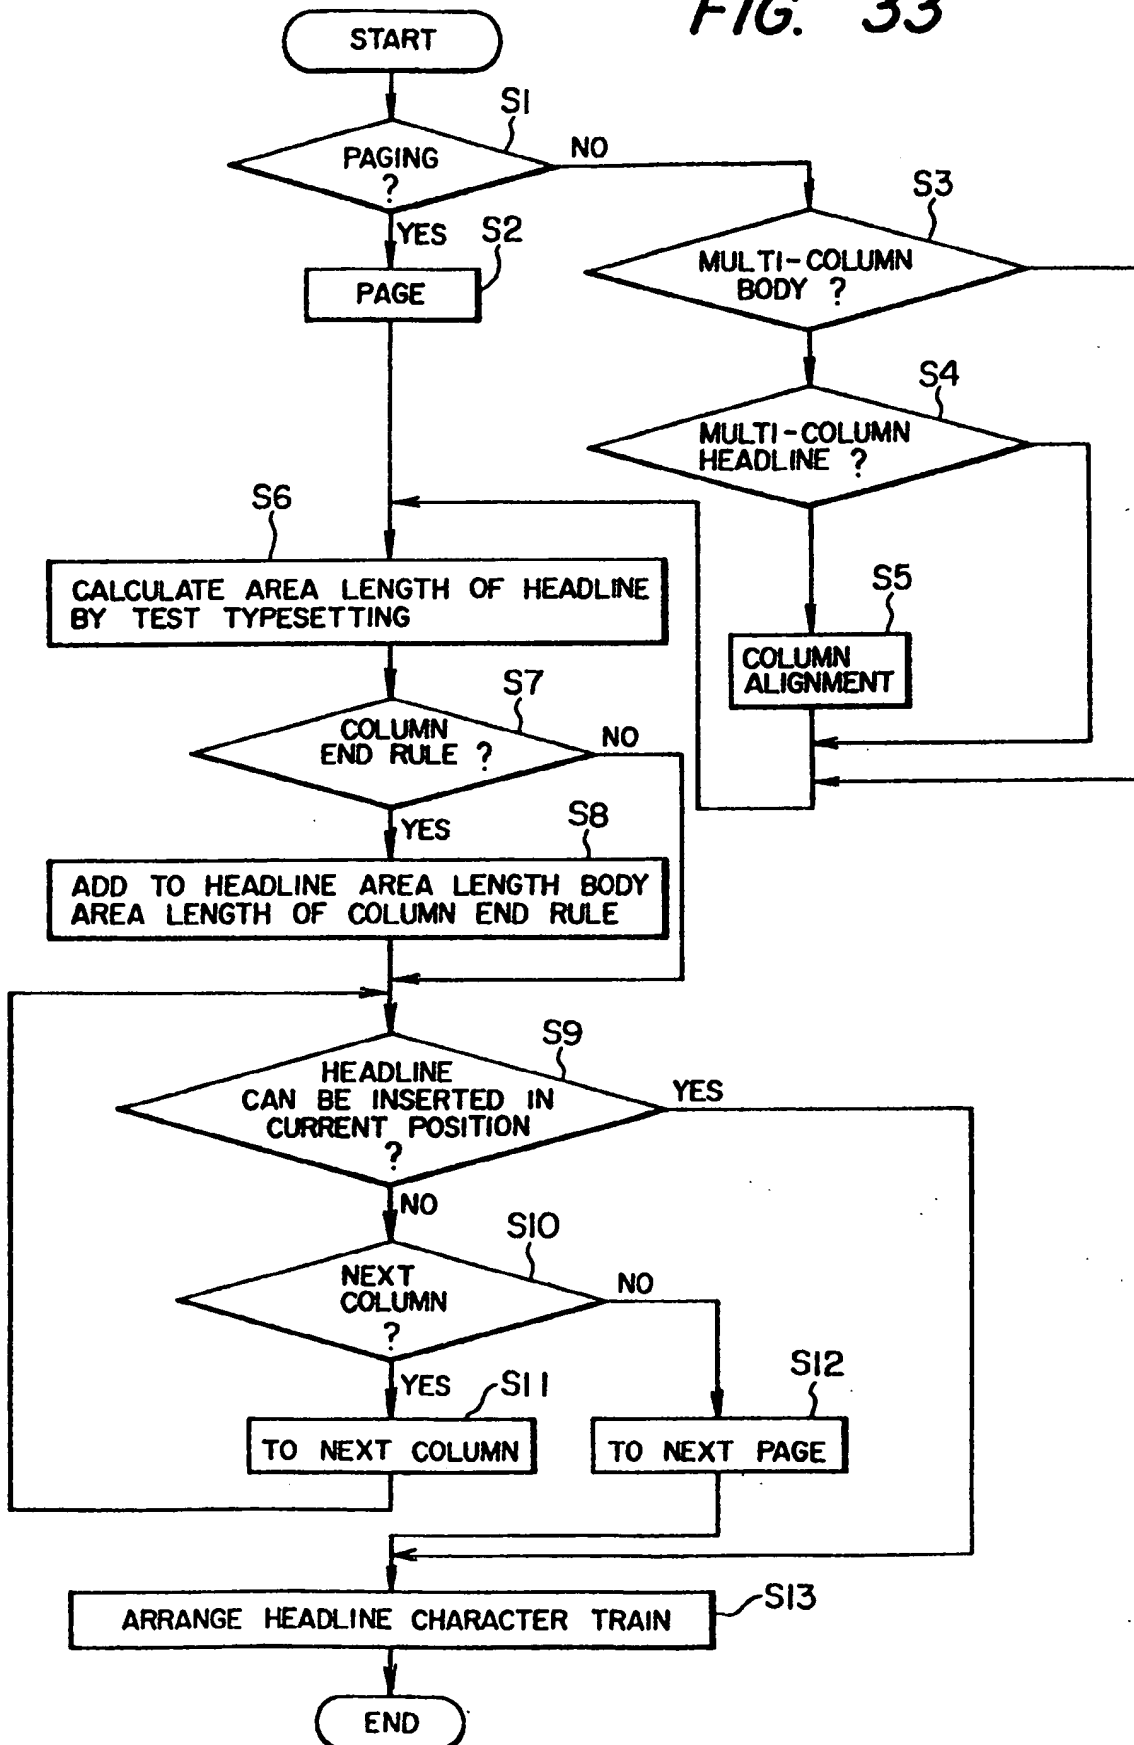 FIG. 33
START
S1
PAGING
?
NO
YES
S2
PAGE
S3
MULTI-COLUMN
BODY ?
S4
MULTI-COLUMN
HEADLINE ?
S5
COLUMN
ALIGNMENT
S6
CALCULATE AREA LENGTH OF HEADLINE
BY TEST TYPESETTING
S7
COLUMN
END RULE ?
NO
YES
S8
ADD TO HEADLINE AREA LENGTH BODY
AREA LENGTH OF COLUMN END RULE
S9
HEADLINE
CAN BE INSERTED IN
CURRENT POSITION
?
YES
NO
S10
NEXT
COLUMN
?
NO
YES
S11
TO NEXT COLUMN
S12
TO NEXT PAGE
S13
ARRANGE HEADLINE CHARACTER TRAIN
END